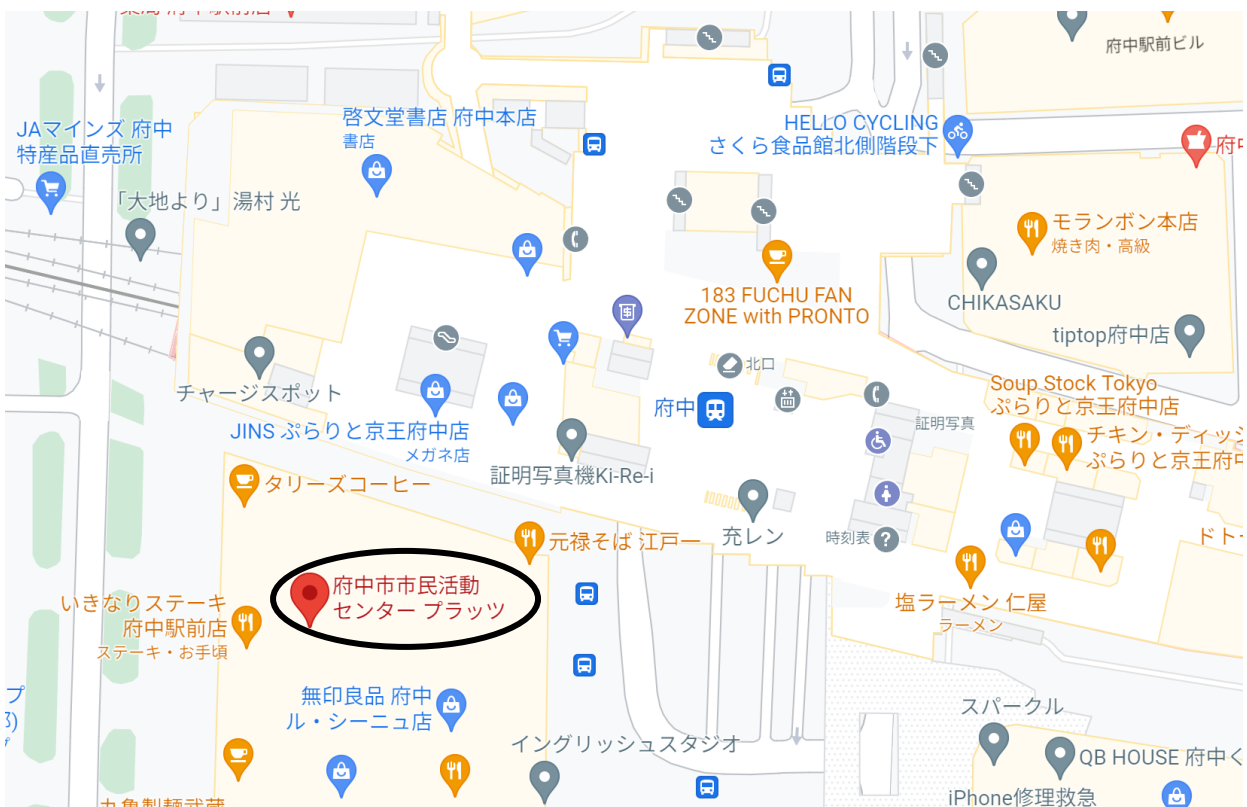 府中駅前ビル
JAマインズ 府中
特産品直売所
啓文堂書店 府中本店
書店
HELLO CYCLING
さくら食品館北側階段下
「大地より」湯村 光
モランボン本店
焼き肉・高級
CHIKASAKU
183 FUCHU FAN
ZONE with PRONTO
tiptop府中店
北口
チャージスポット
府中
Soup Stock Tokyo
ぷらりと京王府中店
JINS ぷらりと京王府中店
メガネ店
証明写真
チキン・ディッシ
ぷらりと京王府中
証明写真機Ki-Re-i
タリーズコーヒー
元禄そば 江戸一
充レン
時刻表
ドト
府中市市民活動
センター プラッツ
いきなりステーキ
府中駅前店
ステーキ・お手頃
塩ラーメン 仁屋
ラーメン
無印良品 府中
ル・シーニュ店
スパークル
イングリッシュスタジオ
QB HOUSE 府中く
iPhone修理救急